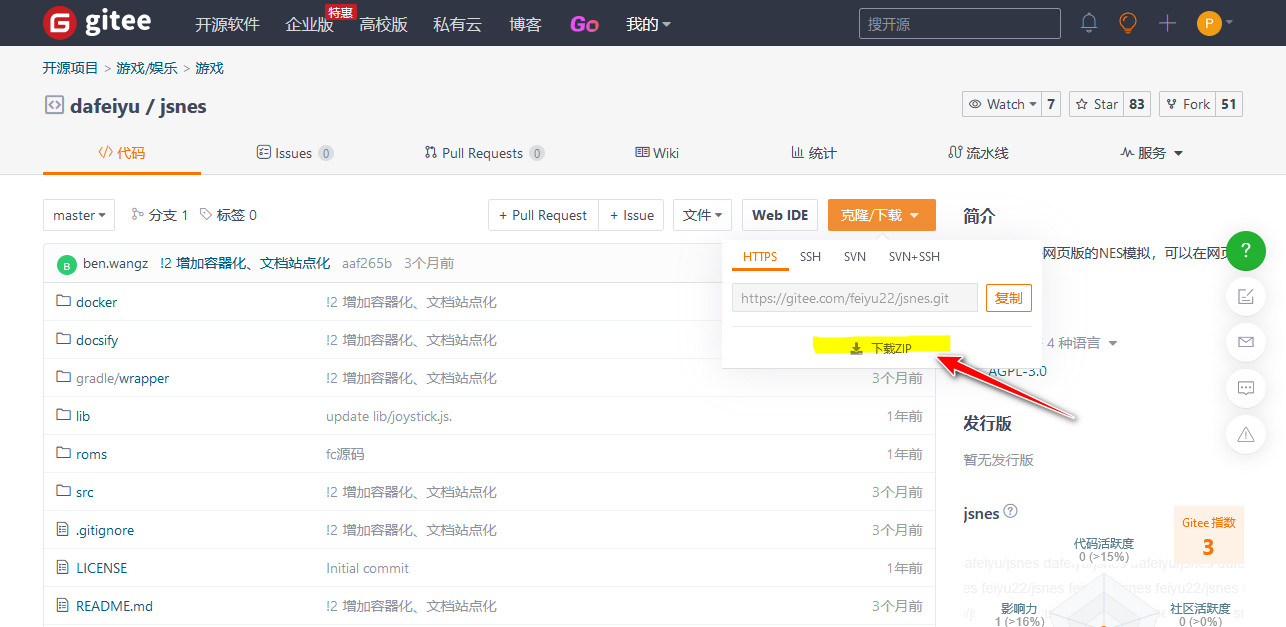 gitee 开源软件 企业版 特惠 高校版 私有云 博客 Go 我的 搜开源 P
开源项目 > 游戏/娱乐 > 游戏
dafeiyu / jsnes Watch 7 Star 83 Fork 51
代码 Issues 0 Pull Requests 0 Wiki 统计 流水线 服务
master 分支 1 标签 0 + Pull Request + Issue 文件 Web IDE 克隆/下载 简介
B ben.wangz !2 增加容器化、文档站点化 aaf265b 3个月前
HTTPS SSH SVN SVN+SSH
https://gitee.com/feiyu22/jsnes.git 复制
下载ZIP
网页版的NES模拟，可以在网页
4 种语言
AGPL-3.0
docker !2 增加容器化、文档站点化
docsify !2 增加容器化、文档站点化
gradle/wrapper !2 增加容器化、文档站点化 3个月前
lib update lib/joystick.js. 1年前
roms fc源码 1年前
src !2 增加容器化、文档站点化 3个月前
.gitignore !2 增加容器化、文档站点化 3个月前
LICENSE Initial commit 1年前
README.md !2 增加容器化、文档站点化 3个月前
发行版
暂无发行版
jsnes
Gitee 指数
3
代码活跃度
0 (>15%)
影响力
1 (>16%)
社区活跃度
0 (>0%)